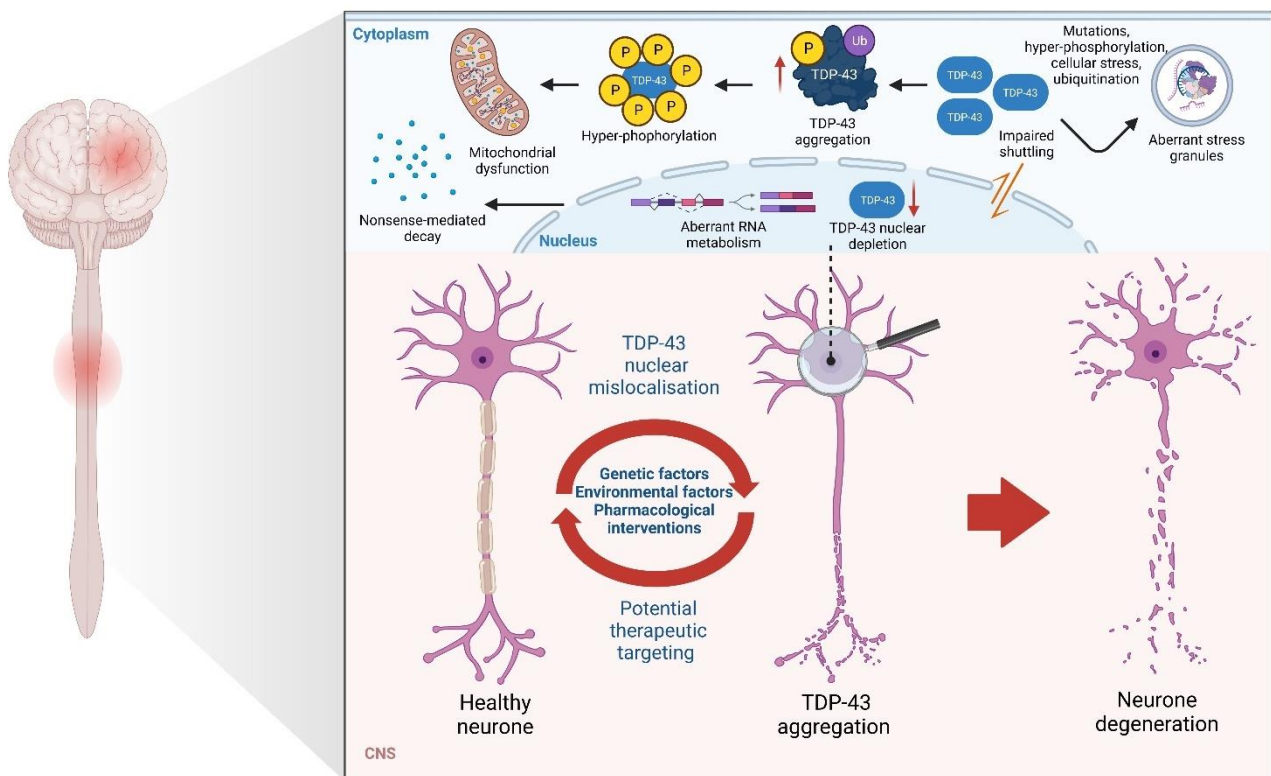 Cytoplasm
P
P
P
P
P
P
TDP-43
Hyper-phophorylation
Mitochondrial
dysfunction
P
Ub
TDP-43
TDP-43
aggregation
TDP-43
TDP-43
TDP-43
Impaired
shuttling
Mutations,
hyper-phosphorylation,
cellular stress,
ubiquitination
Aberrant stress
granules
Nonsense-mediated
decay
Nucleus
Aberrant RNA
metabolism
TDP-43
TDP-43 nuclear
depletion
TDP-43
nuclear
mislocalisation
Genetic factors
Environmental factors
Pharmacological
interventions
Potential
therapeutic
targeting
Healthy
neurone
TDP-43
aggregation
Neurone
degeneration
CNS